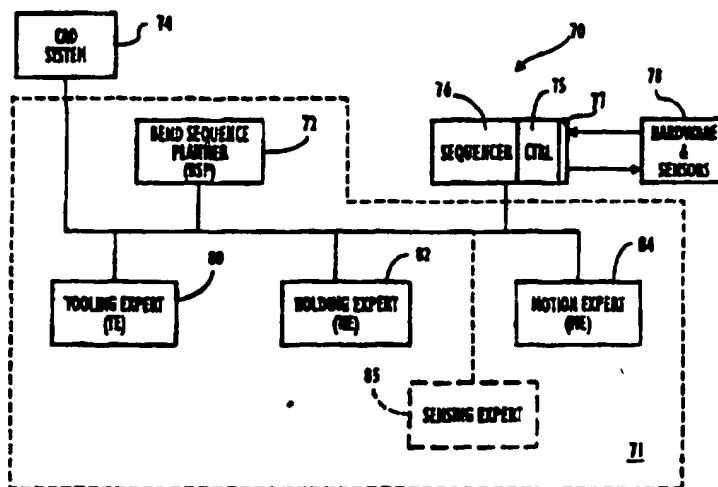 CAD
SYSTEM
74
70
76
75
77
78
BEND SEQUENCE
PLANNER
(BSP)
72
SEQUENCER
CTRL
HARDWARE
&
SENSORS
80
82
84
TOOLING EXPERT
(TE)
HOLDING EXPERT
(HE)
MOTION EXPERT
(ME)
85
SENSING EXPERT
71